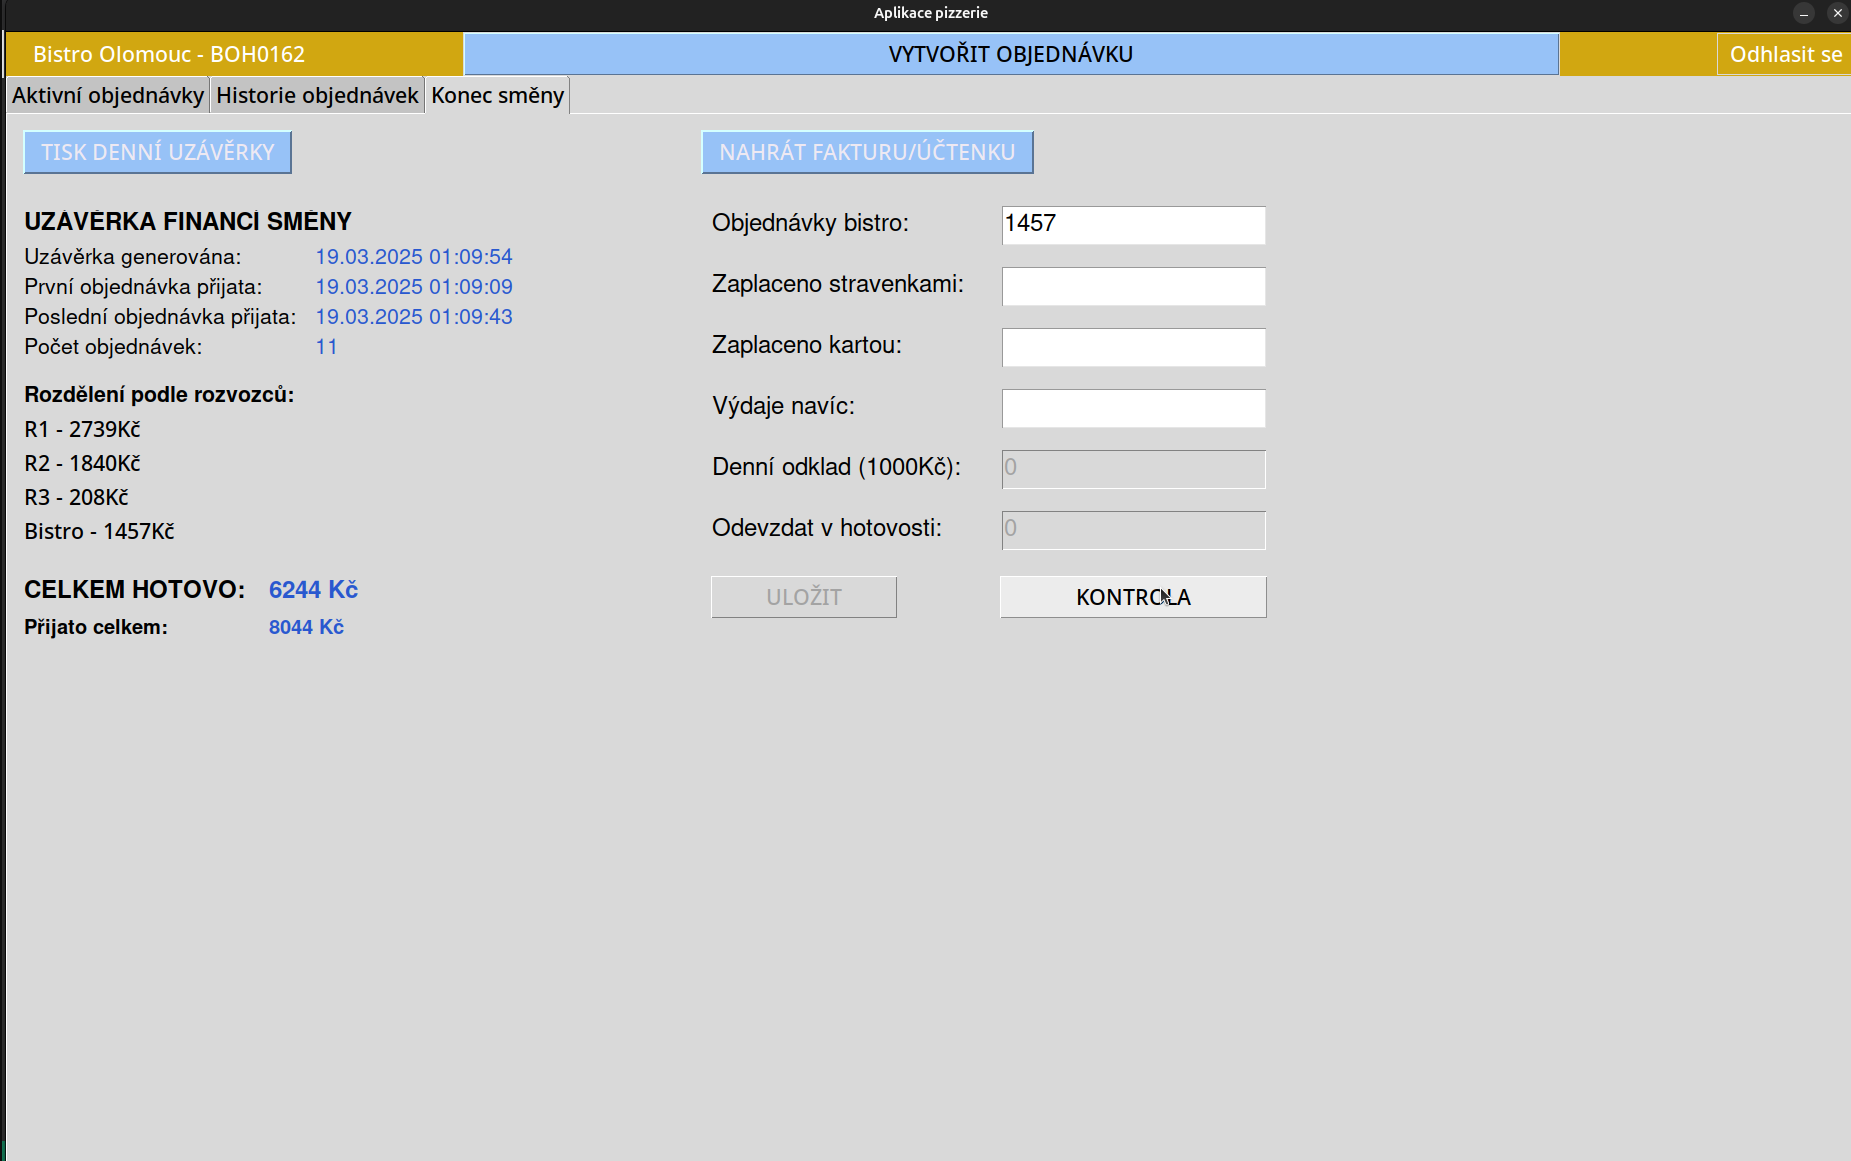 Aplikace pizzerie
Bistro Olomouc - BOH0162
VYTVOŘIT OBJEDNÁVKU
Odhlasit se
Aktivní objednávky
Historie objednávek
Konec směny
TISK DENNÍ UZÁVĚRKY
NAHRÁT FAKTURU/ÚČTENKU
UZÁVĚRKA FINANCÍ SMĚNY
Uzávěrka generována: 19.03.2025 01:09:54
První objednávka přijata: 19.03.2025 01:09:09
Poslední objednávka přijata: 19.03.2025 01:09:43
Počet objednávek: 11
Rozdělení podle rozvozců:
R1 - 2739Kč
R2 - 1840Kč
R3 - 208Kč
Bistro - 1457Kč
CELKEM HOTOVO: 6244 Kč
Přijato celkem: 8044 Kč
Objednávky bistro: 1457
Zaplaceno stravenkami:
Zaplaceno kartou:
Výdaje navíc:
Denní odklad (1000Kč): 0
Odevzdat v hotovosti: 0
ULOŽIT
KONTROLA